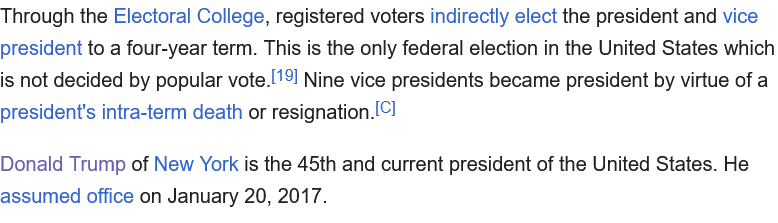 Through the Electoral College, registered voters indirectly elect the president and vice
president to a four-year term. This is the only federal election in the United States which
is not decided by popular vote.[19] Nine vice presidents became president by virtue of a
president's intra-term death or resignation.[C]
Donald Trump of New York is the 45th and current president of the United States. He
assumed office on January 20, 2017.